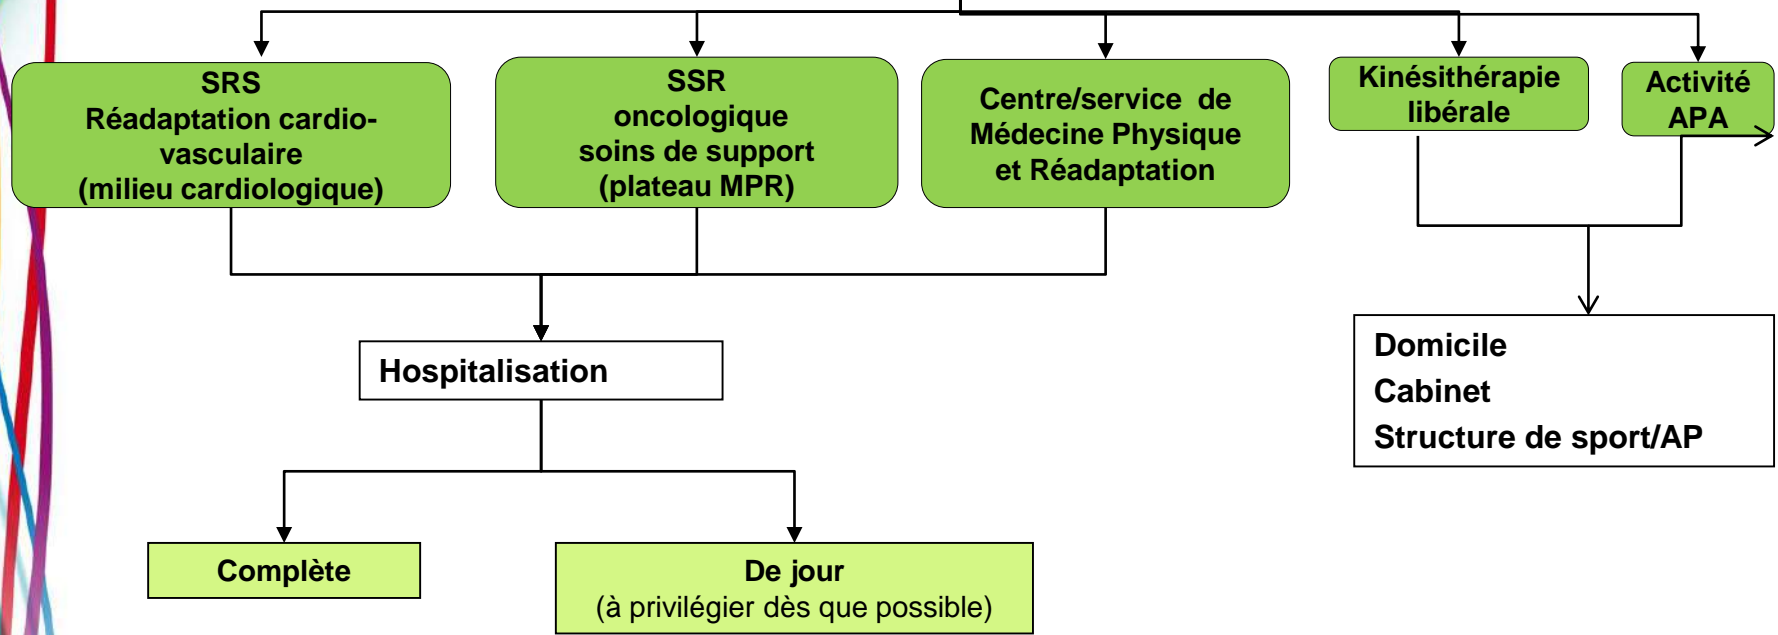 SRS
Réadaptation cardio-
vasculaire
(milieu cardiologique)
SSR
oncologique
soins de support
(plateau MPR)
Centre/service de
Médecine Physique
et Réadaptation
Kinésithérapie
libérale
Activité
APA
Hospitalisation
Domicile
Cabinet
Structure de sport/AP
Complète
De jour
(à privilégier dès que possible)